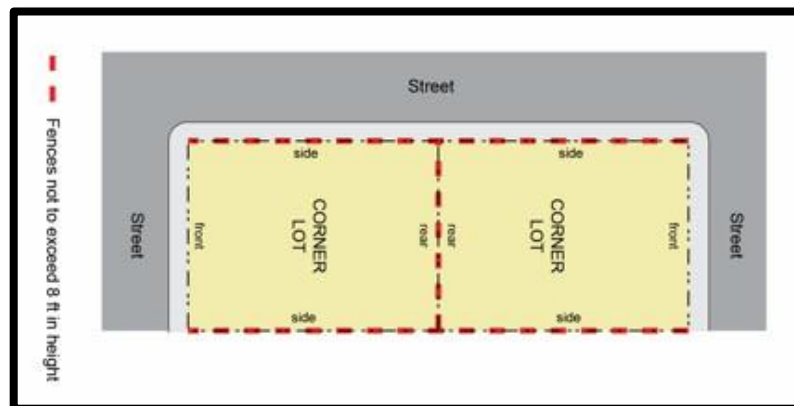 Street
side
side
Street
front
CORNER
LOT
rear
rear
CORNER
LOT
front
Street
side
side
Fences not to exceed 8 ft in height